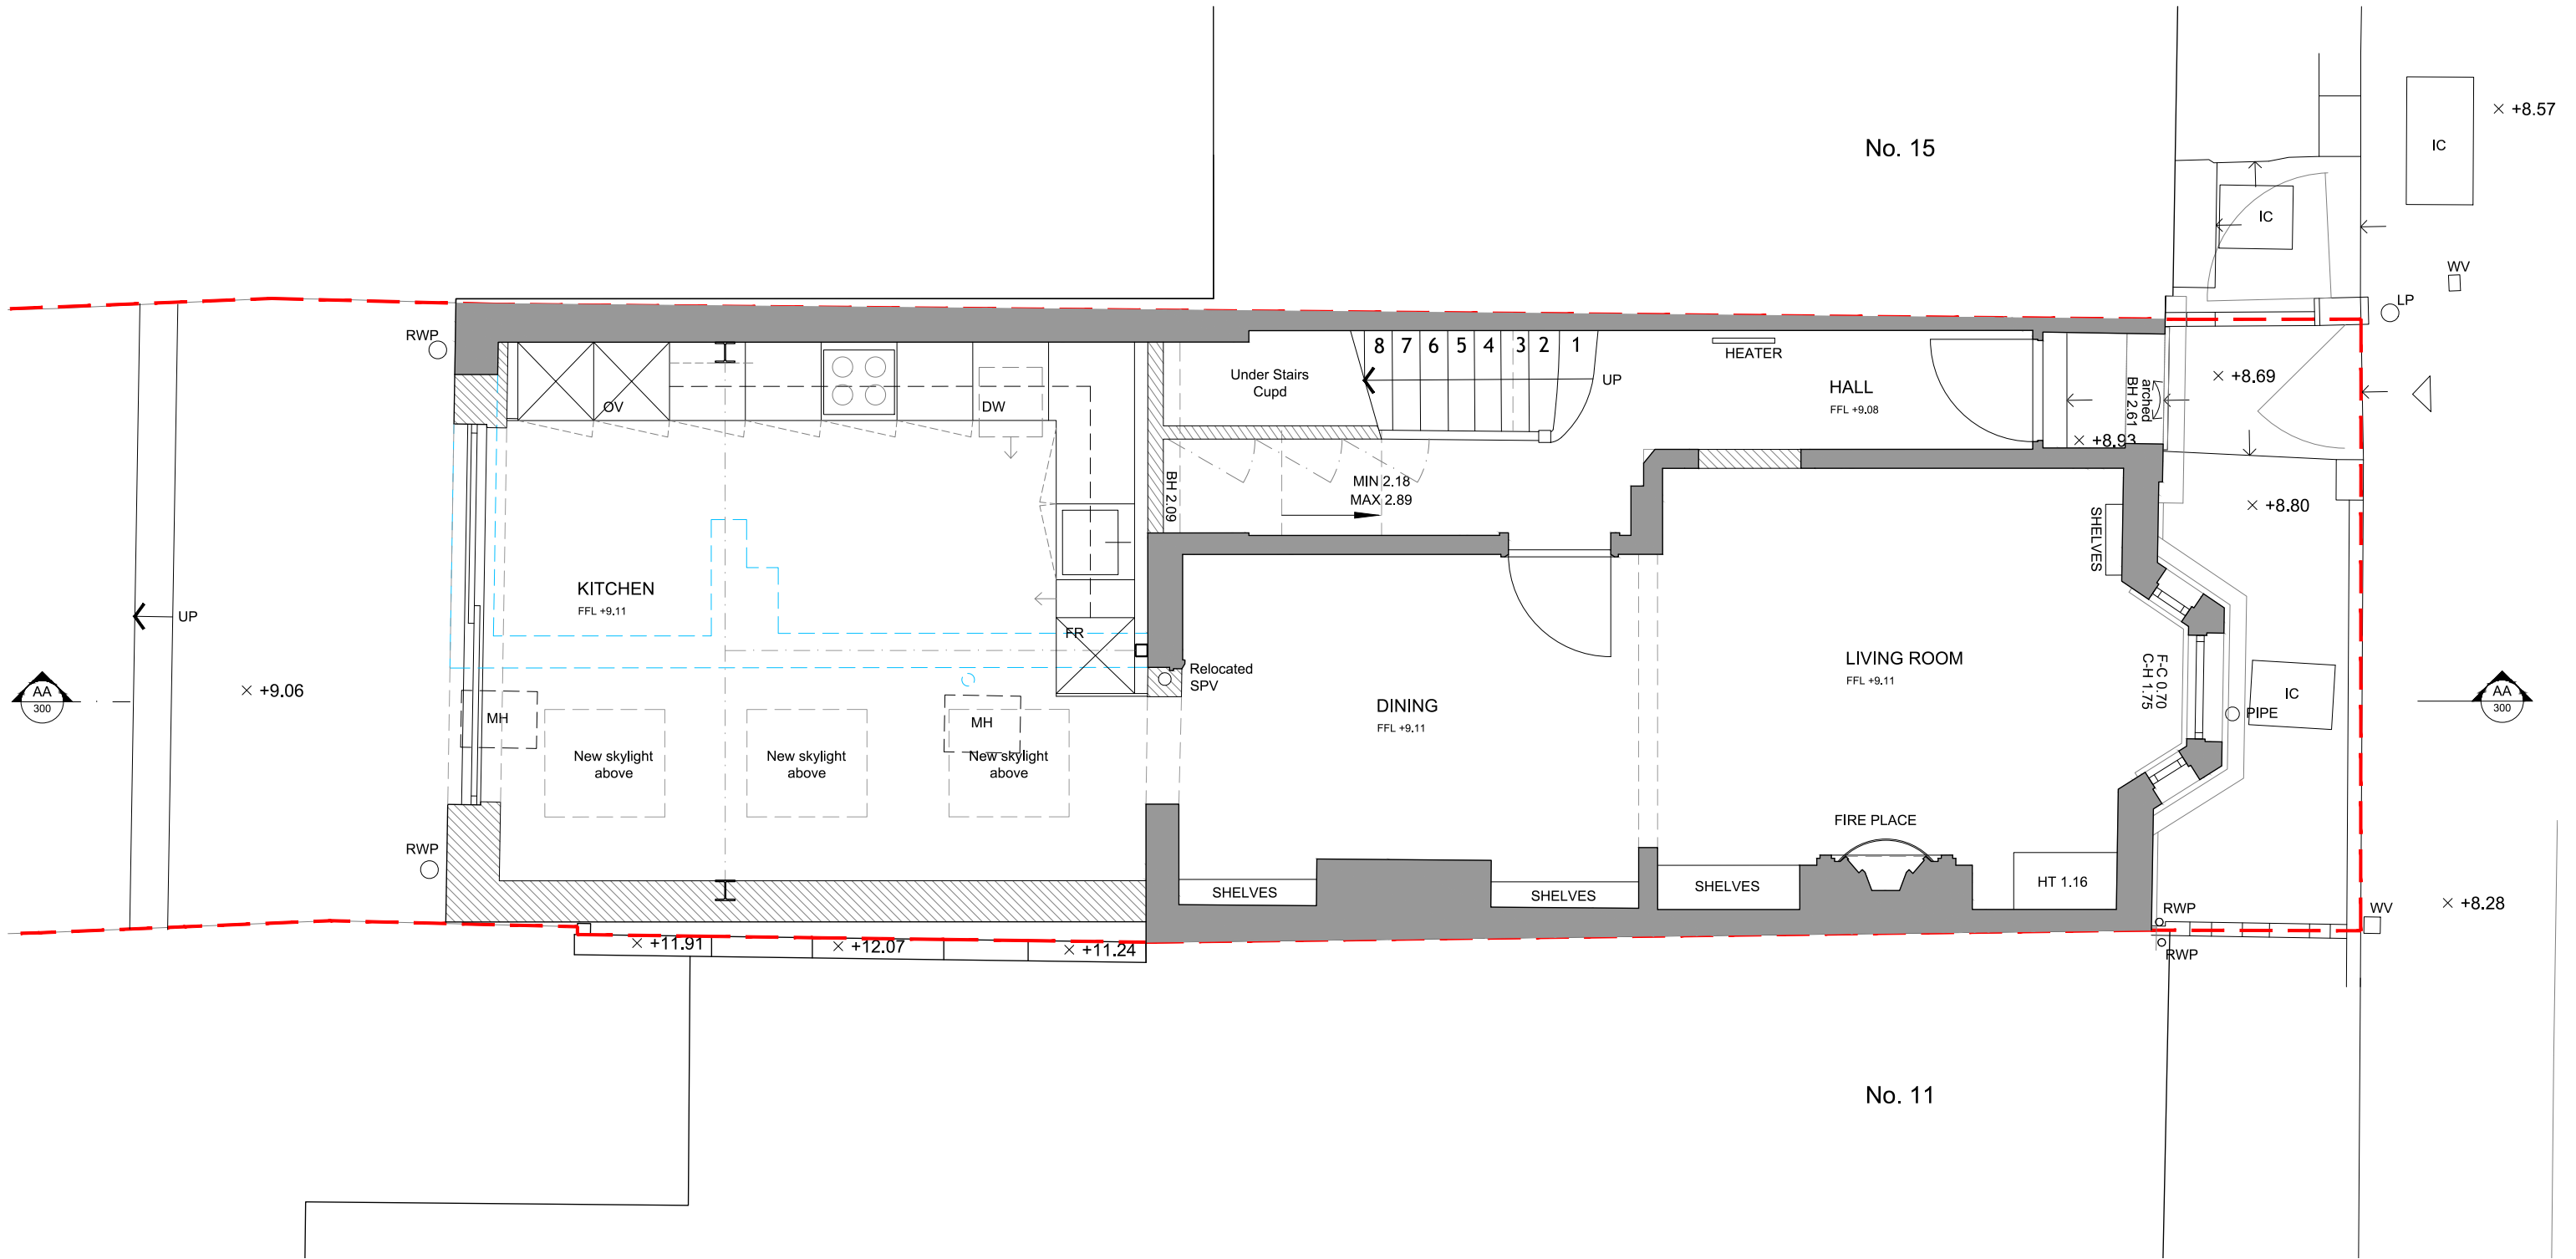 +8.57
No. 15
IC
IC
WV
LP
RWP
8 7 6 5 4 3 2 1
HEATER
Under Stairs
Cupd
UP
HALL
FFL +9.08
+8.69
arched
BH 2.61
OV
DW
+8.93
BH 2.09
MIN 2.18
MAX 2.89
+8.80
SHELVES
KITCHEN
FFL +9.11
UP
FR
LIVING ROOM
FFL +9.11
F-C 0.70
C-H 1.75
Relocated
SPV
AA
300
+9.06
MH
MH
DINING
FFL +9.11
IC
PIPE
AA
300
New skylight
above
New skylight
above
New skylight
above
FIRE PLACE
RWP
SHELVES
SHELVES
SHELVES
HT 1.16
RWP
WV
+8.28
+11.91
+12.07
+11.24
RWP
No. 11